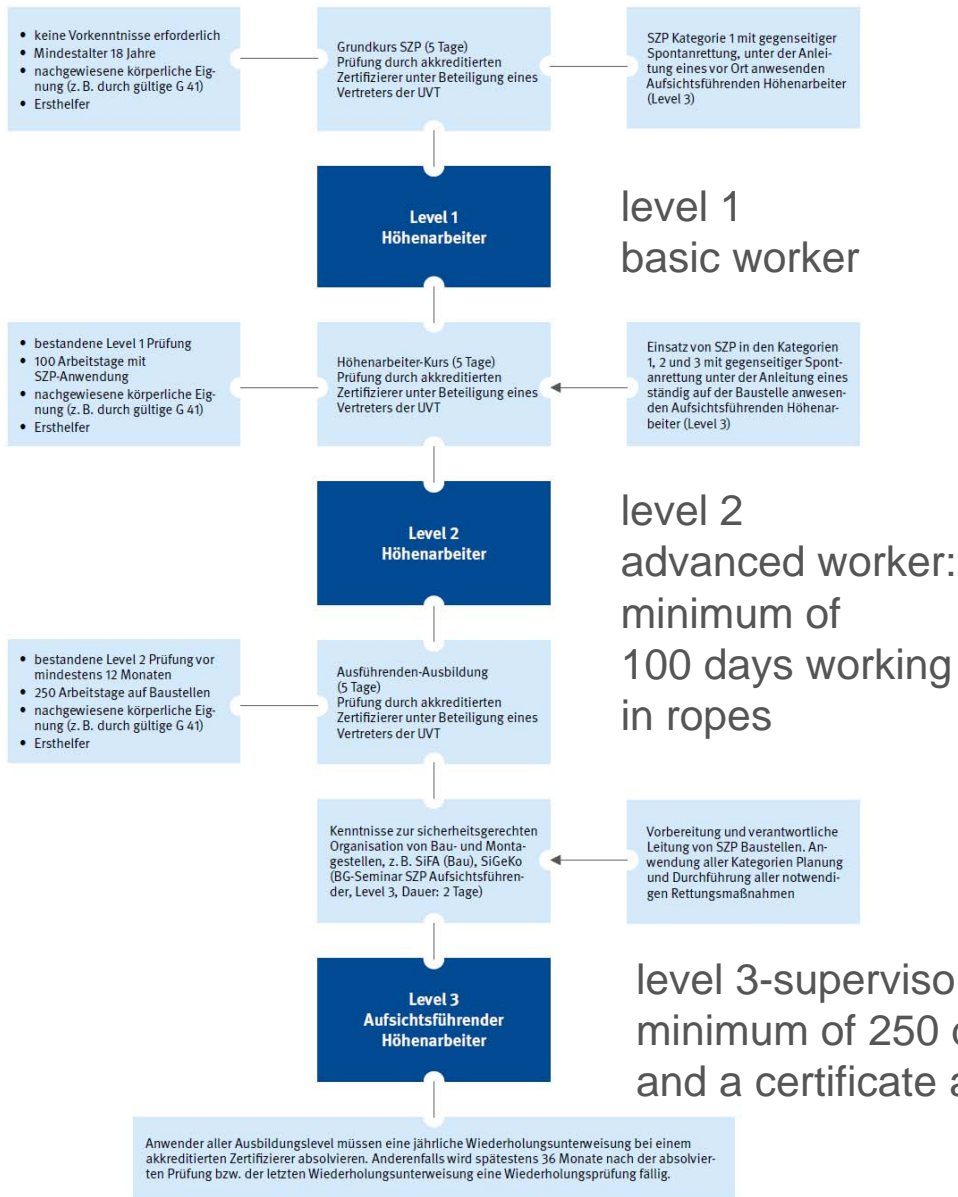 • keine Vorkenntnisse erforderlich
• Mindestalter 18 Jahre
• nachgewiesene körperliche Eig-
nung (z. B. durch gültige G 41)
• Ersthelfer
Grundkurs SZP (5 Tage)
Prüfung durch akkreditierten
Zertifizierer unter Beteiligung eines
Vertreters der UVT
SZP Kategorie 1 mit gegenseitiger
Spontanrettung, unter der Anlei-
tung eines vor Ort anwesenden
Aufsichtsführenden Höhenarbeiter
(Level 3)
Level 1
Höhenarbeiter
level 1
basic worker
• bestandene Level 1 Prüfung
• 100 Arbeitstage mit
SZP-Anwendung
• nachgewiesene körperliche Eig-
nung (z. B. durch gültige G 41)
• Ersthelfer
Höhenarbeiter-Kurs (5 Tage)
Prüfung durch akkreditierten
Zertifizierer unter Beteiligung eines
Vertreters der UVT
Einsatz von SZP in den Kategorien
1, 2 und 3 mit gegenseitiger Spont-
anrettung unter der Anleitung eines
ständig auf der Baustelle anwesen-
den Aufsichtsführenden Höhenar-
beiter (Level 3)
Level 2
Höhenarbeiter
level 2
advanced worker:
minimum of
100 days working
in ropes
• bestandene Level 2 Prüfung vor
mindestens 12 Monaten
• 250 Arbeitstage auf Baustellen
• nachgewiesene körperliche Eig-
nung (z. B. durch gültige G 41)
• Ersthelfer
Ausführenden-Ausbildung
(5 Tage)
Prüfung durch akkreditierten
Zertifizierer unter Beteiligung eines
Vertreters der UVT
Kenntnisse zur sicherheitsgerechten
Organisation von Bau- und Monta-
gestellen, z. B. SiFA (Bau), SiGeKo
(BG-Seminar SZP Aufsichtsführen-
der, Level 3, Dauer: 2 Tage)
Vorbereitung und verantwortliche
Leitung von SZP Baustellen. An-
wendung aller Kategorien Planung
und Durchführung aller notwendi-
gen Rettungsmaßnahmen
Level 3
Aufsichtsführender
Höhenarbeiter
level 3-superviso
minimum of 250
and a certificate
Anwender aller Ausbildungslevel müssen eine jährliche Wiederholungsunterweisung bei einem
akkreditierten Zertifizierer absolvieren. Anderenfalls wird spätestens 36 Monate nach der absolvier-
ten Prüfung bzw. der letzten Wiederholungsunterweisung eine Wiederholungsprüfung fällig.